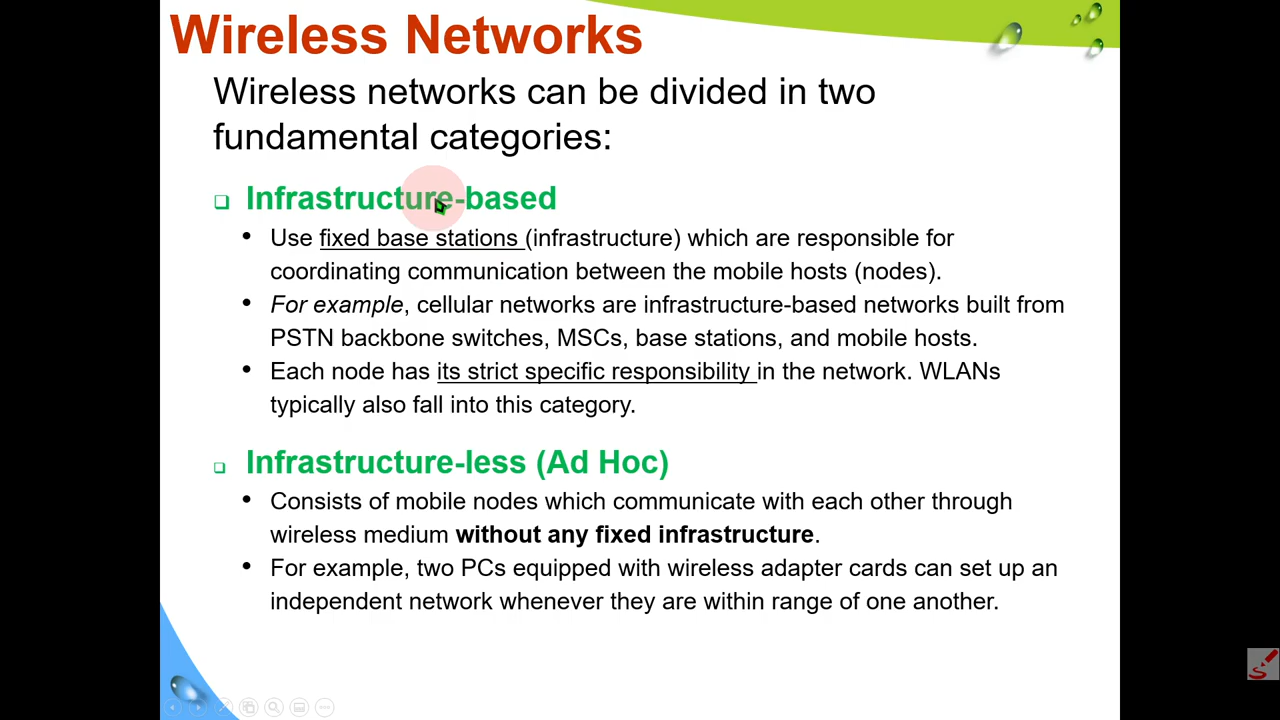 Wireless Networks
Wireless networks can be divided in two
fundamental categories:
❑ Infrastructure-based
• Use fixed base stations (infrastructure) which are responsible for
coordinating communication between the mobile hosts (nodes).
• For example, cellular networks are infrastructure-based networks built from
PSTN backbone switches, MSCs, base stations, and mobile hosts.
• Each node has its strict specific responsibility in the network. WLANs
typically also fall into this category.
❑ Infrastructure-less (Ad Hoc)
• Consists of mobile nodes which communicate with each other through
wireless medium without any fixed infrastructure.
• For example, two PCs equipped with wireless adapter cards can set up an
independent network whenever they are within range of one another.